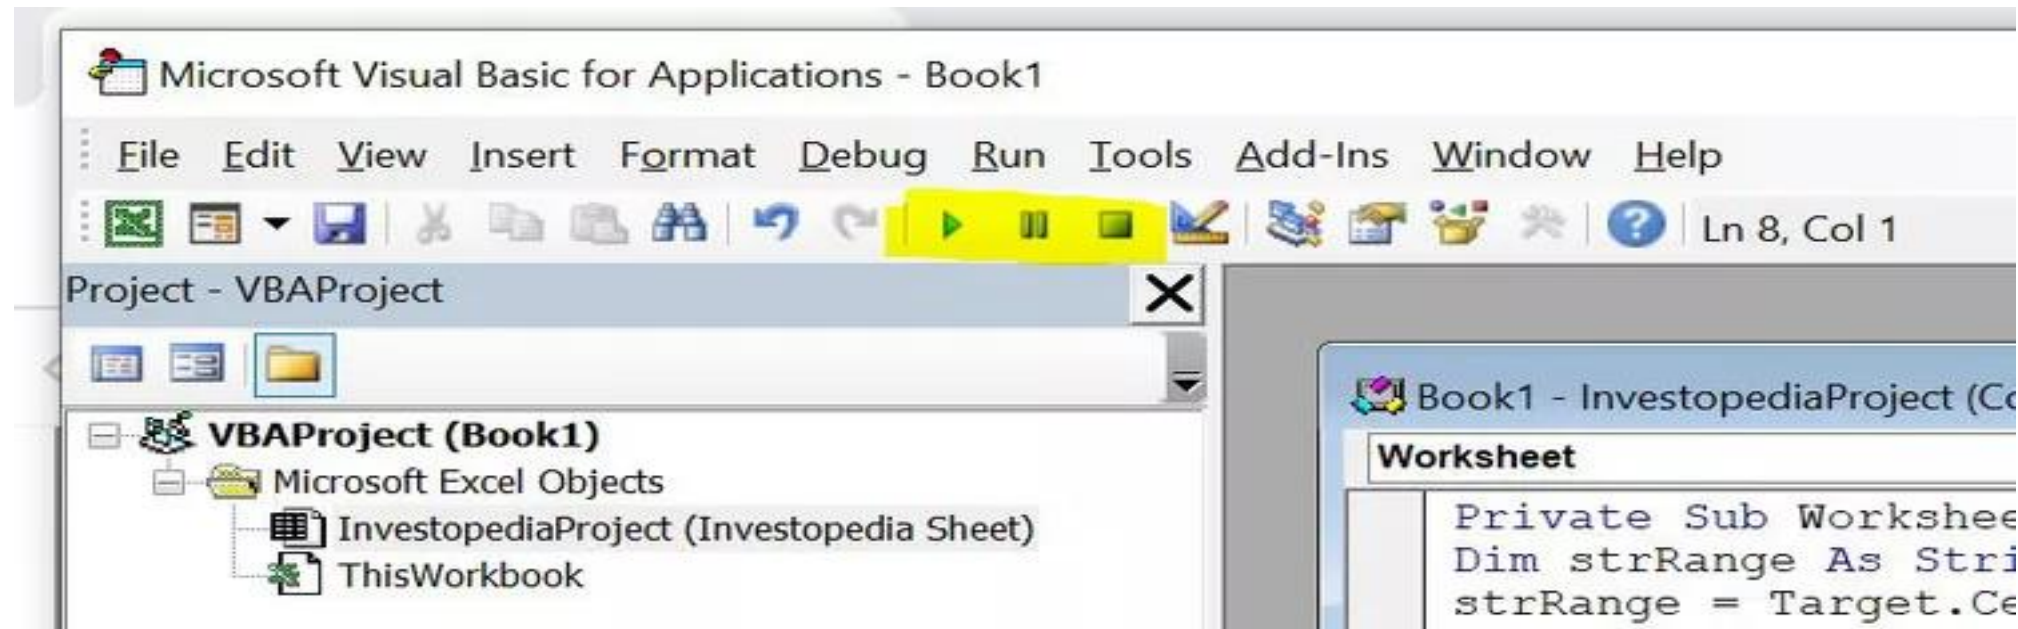 Microsoft Visual Basic for Applications - Book1
File Edit View Insert Format Debug Run Tools Add-Ins Window Help
Ln 8, Col 1
Project - VBAProject
VBAProject (Book1)
Microsoft Excel Objects
InvestopediaProject (Investopedia Sheet)
ThisWorkbook
Book1 - InvestopediaProject (Co
Worksheet
Private Sub Workshee
Dim strRange As Stri
strRange = Target.Ce